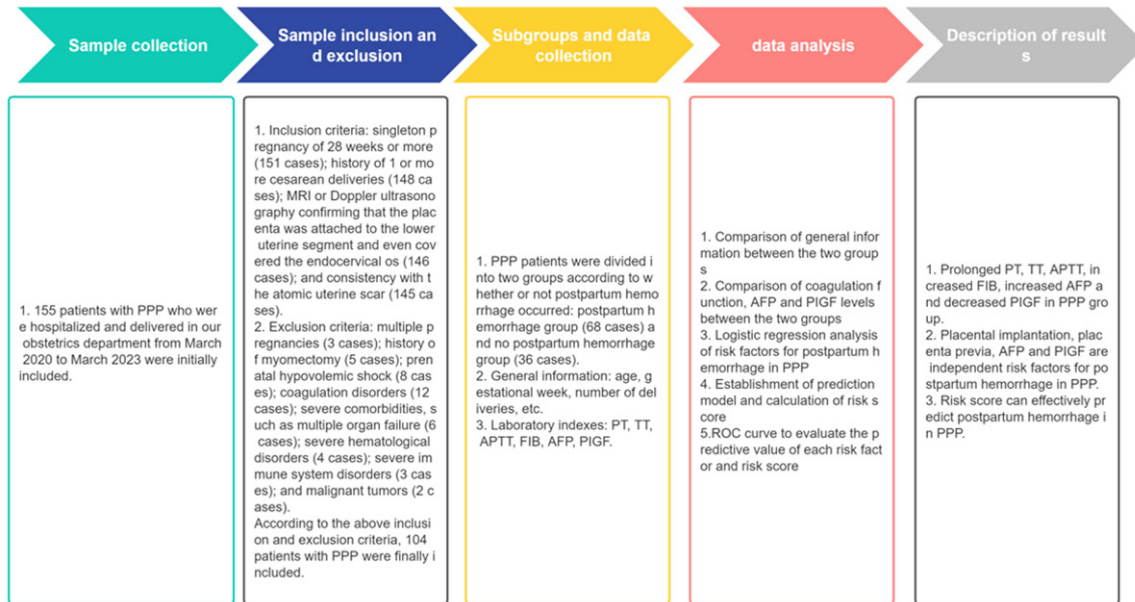 Sample collection
Sample inclusion an
d exclusion
Subgroups and data
collection
data analysis
Description of result
s
1. 155 patients with PPP who wer
e hospitalized and delivered in our
obstetrics department from March
2020 to March 2023 were initially
included.
1. Inclusion criteria: singleton p
regnancy of 28 weeks or more
(151 cases); history of 1 or mo
re cesarean deliveries (148 ca
ses); MRI or Doppler ultrasono
graphy confirming that the plac
enta was attached to the lower
uterine segment and even cov
ered the endocervical os (146
cases); and consistency with t
he atomic uterine scar (145 ca
ses).
2. Exclusion criteria: multiple p
regnancies (3 cases); history o
f myomectomy (5 cases); pren
atal hypovolemic shock (8 cas
es); coagulation disorders (12
cases); severe comorbidities, s
uch as multiple organ failure (6
cases); severe hematological
disorders (4 cases); severe im
mune system disorders (3 cas
es); and malignant tumors (2 c
ases).
According to the above inclusi
on and exclusion criteria, 104
patients with PPP were finally i
ncluded.
1. PPP patients were divided i
nto two groups according to w
hether or not postpartum hemo
rrhage occurred: postpartum h
emorrhage group (68 cases) a
nd no postpartum hemorrhage
group (36 cases).
2. General information: age, g
estational week, number of del
iveries, etc.
3. Laboratory indexes: PT, TT,
APTT, FIB, AFP, PIGF.
1. Comparison of general infor
mation between the two group
s
2. Comparison of coagulation f
unction, AFP and PIGF levels
between the two groups
3. Logistic regression analysis
of risk factors for postpartum h
emorrhage in PPP
4. Establishment of prediction
model and calculation of risk s
core
5.ROC curve to evaluate the p
redictive value of each risk fact
or and risk score
1. Prolonged PT, TT, APTT, in
creased FIB, increased AFP a
nd decreased PIGF in PPP gro
up.
2. Placental implantation, plac
enta previa, AFP and PIGF are
independent risk factors for po
stpartum hemorrhage in PPP.
3. Risk score can effectively pr
edict postpartum hemorrhage i
n PPP.